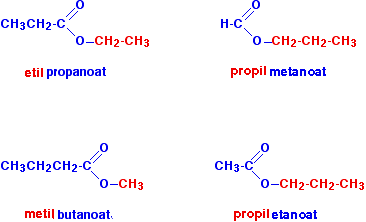 O
CH3CH2-C
O–CH2-CH3
etil propanoat
O
H-C
O–CH2-CH2-CH3
propil metanoat
O
CH3CH2CH2-C
O–CH3
metil butanoat
O
CH3-C
O–CH2-CH2-CH3
propil etanoat